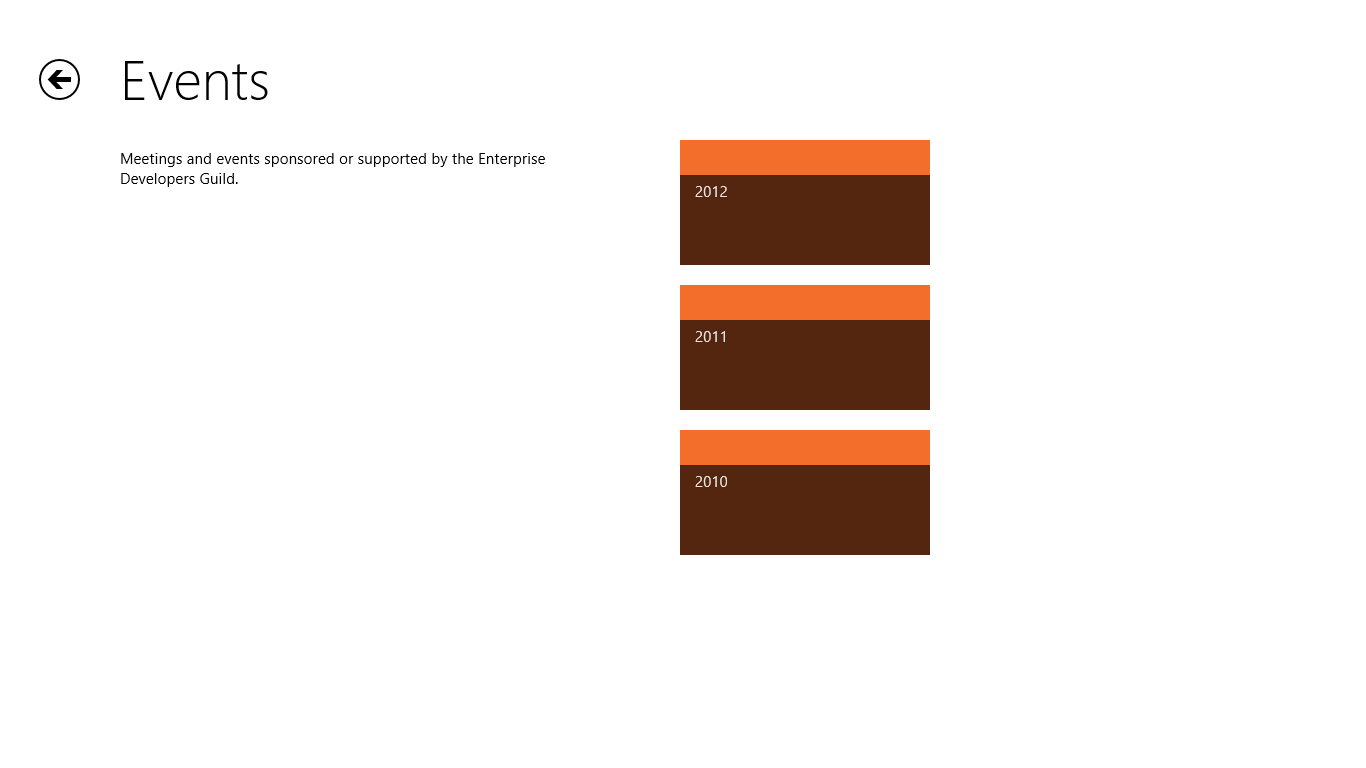 Events
Meetings and events sponsored or supported by the Enterprise
Developers Guild.
2012
2011
2010